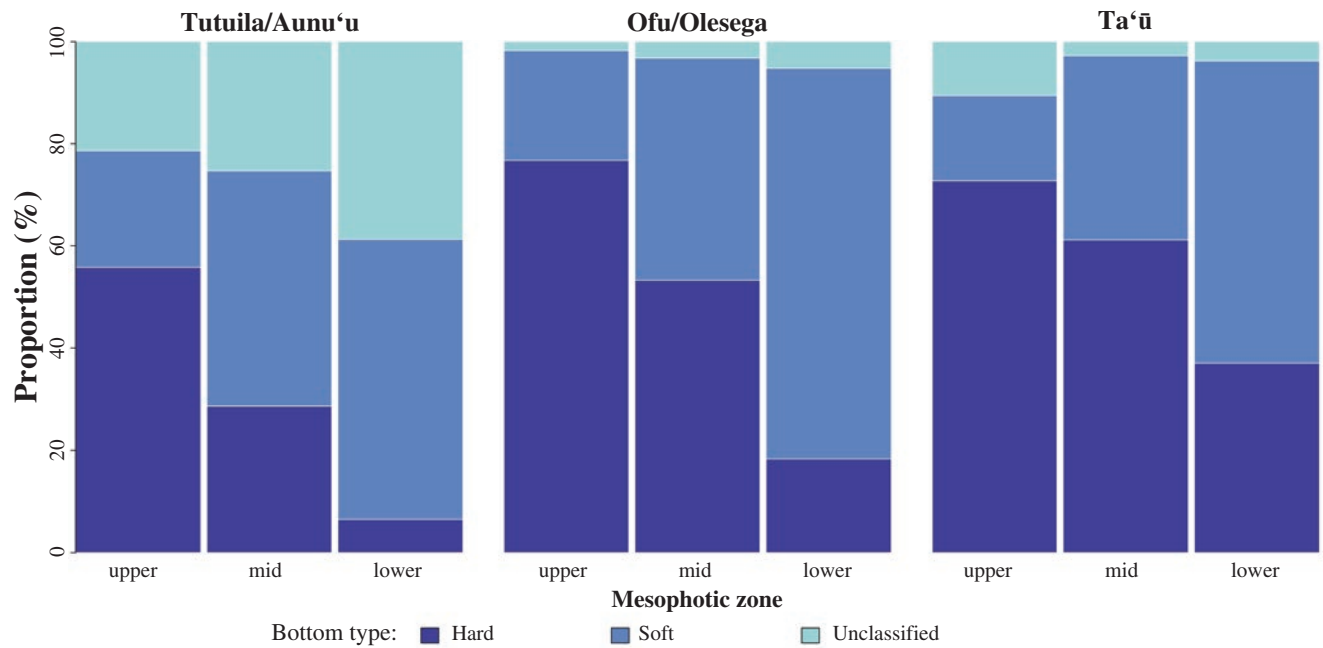 Tutuila/Aunu‘u
Ofu/Olesega
Ta‘ū
Proportion (%)
100
80
60
40
20
0
upper mid lower
upper mid lower
upper mid lower
Mesophotic zone
Bottom type: Hard Soft Unclassified